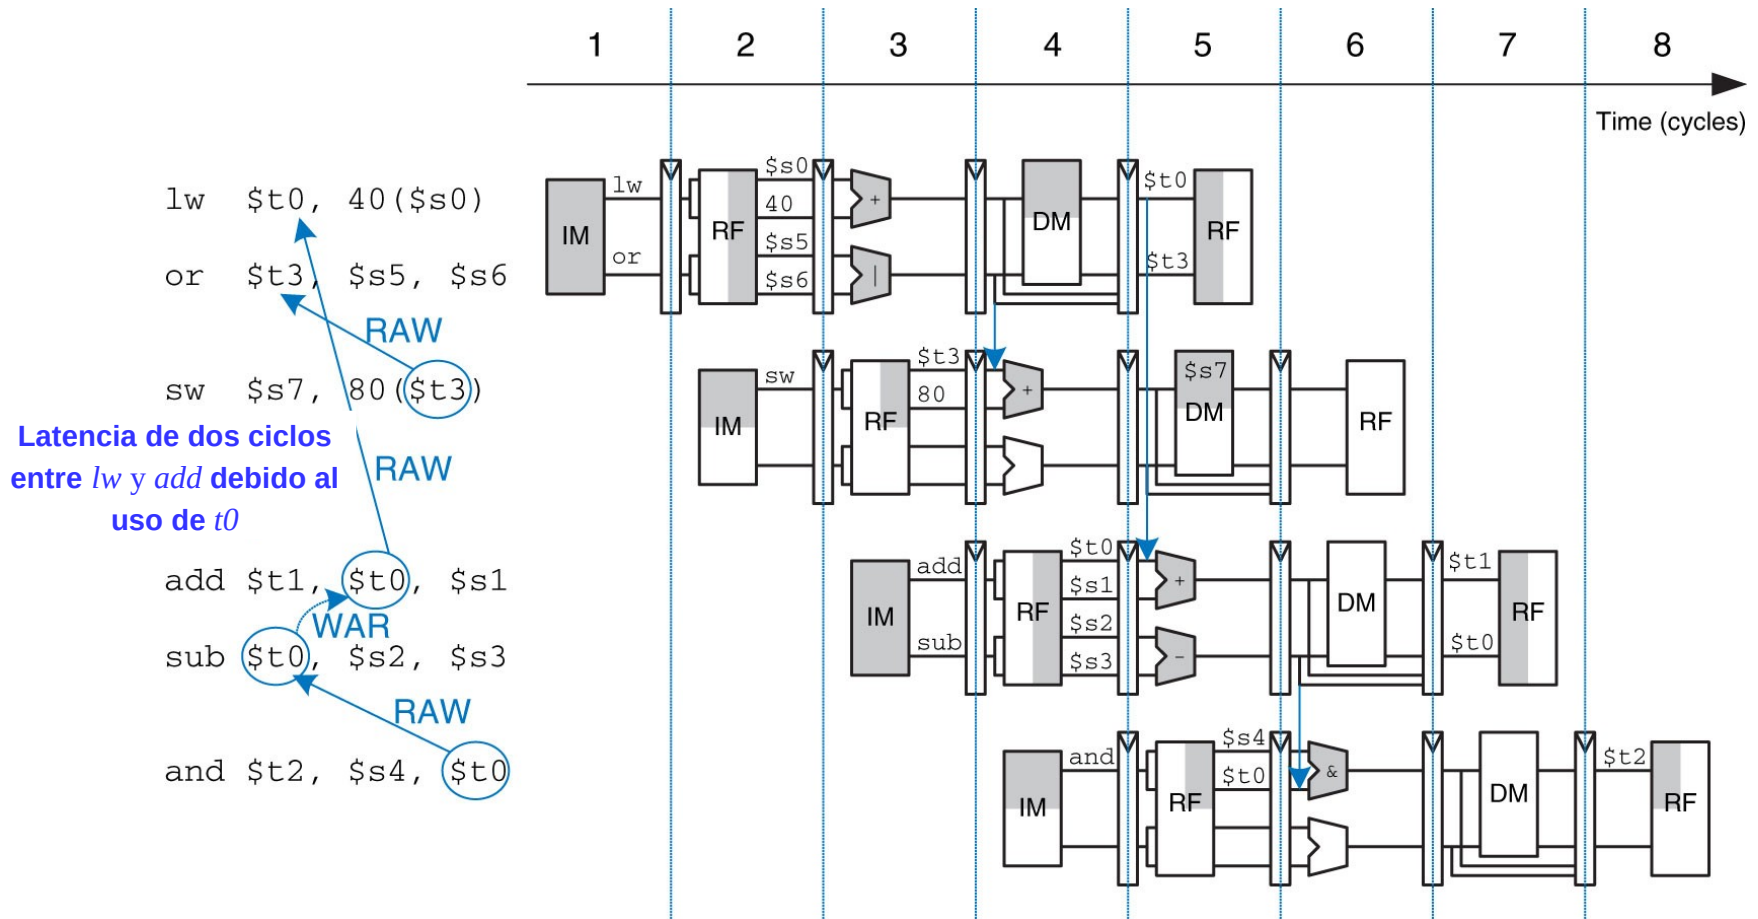 1 2 3 4 5 6 7 8
Time (cycles)
lw $t0, 40($s0)
or $t3, $s5, $s6
RAW
sw $s7, 80($t3)
Latencia de dos ciclos
entre lw y add debido al
uso de t0
RAW
add $t1, $t0, $s1
WAR
sub $t0, $s2, $s3
RAW
and $t2, $s4, $t0
IM
lw
or
RF
$s0
40
$s5
$s6
+
|
DM
$t0
$t3
RF
IM
sw
RF
$t3
80
+
$s7
DM
RF
IM
add
sub
RF
$t0
$s1
$s2
$s3
+
-
DM
$t1
$t0
RF
IM
and
RF
$s4
$t0
&
DM
$t2
RF